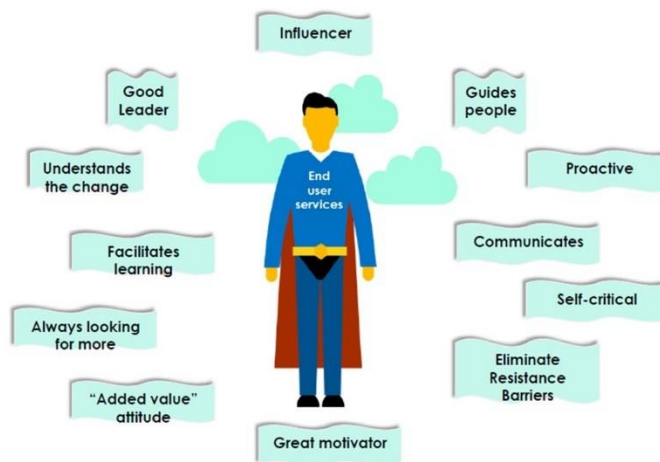 Influencer
Good
Leader
Guides
people
Understands
the change
End
user
services
Proactive
Facilitates
learning
Communicates
Self-critical
Always looking
for more
Eliminate
Resistance
Barriers
“Added value”
attitude
Great motivator